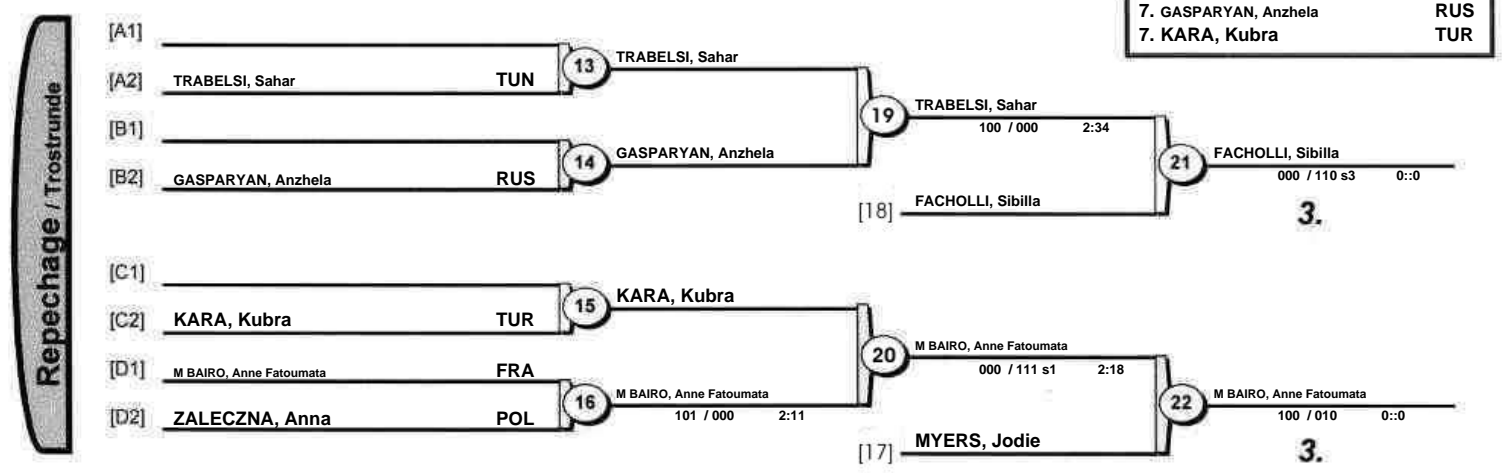 7. GASPARYAN, Anzhela RUS
7. KARA, Kubra TUR
Repechage / Trostrunde
[A1]
[A2] TRABELSI, Sahar TUN
13
TRABELSI, Sahar
[B1]
[B2] GASPARYAN, Anzhela RUS
14
GASPARYAN, Anzhela
19
TRABELSI, Sahar
100 / 000 2:34
[18] FACHOLLI, Sibilla
21
FACHOLLI, Sibilla
000 / 110 s3 0::0
3.
[C1]
[C2] KARA, Kubra TUR
15
KARA, Kubra
[D1] M BAIRO, Anne Fatoumata FRA
[D2] ZALECZNA, Anna POL
16
M BAIRO, Anne Fatoumata
101 / 000 2:11
20
M BAIRO, Anne Fatoumata
000 / 111 s1 2:18
[17] MYERS, Jodie
22
M BAIRO, Anne Fatoumata
100 / 010 0::0
3.